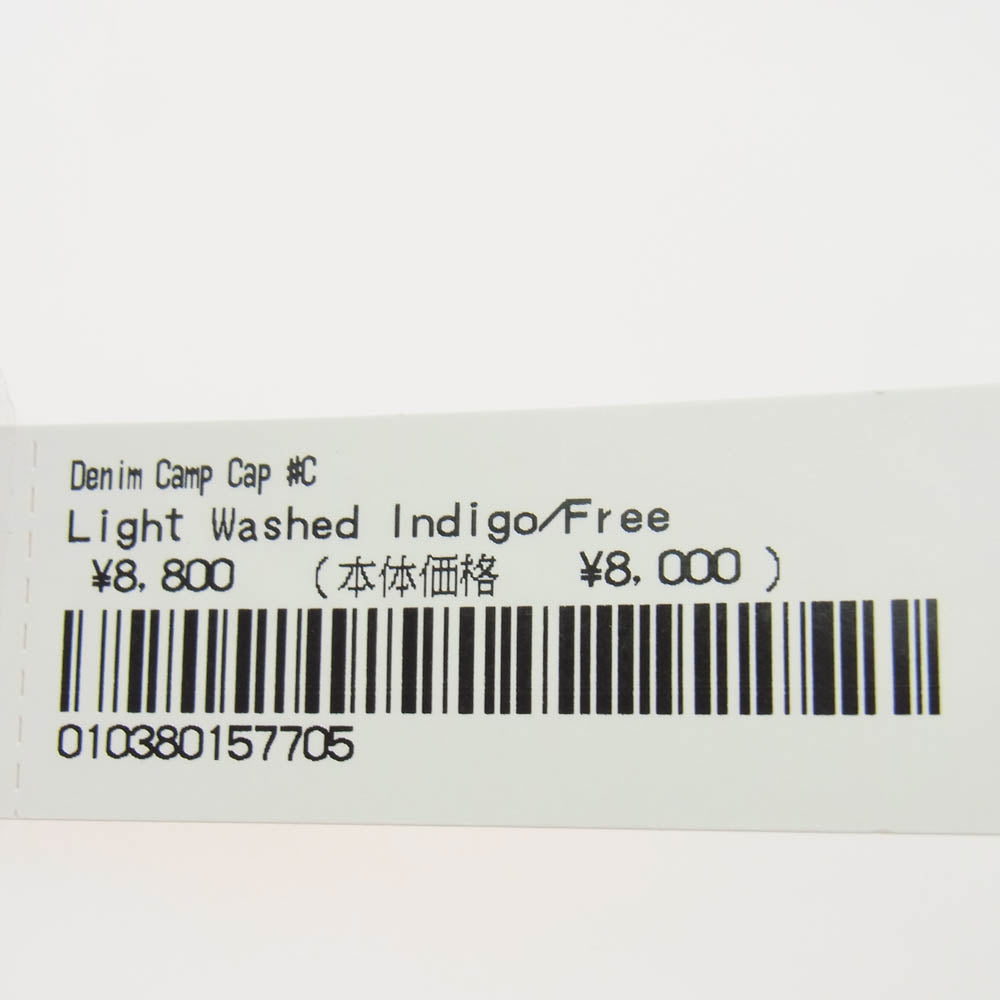 Denim Camp Cap #C
Light Washed Indigo/Free
¥8,800 (本体価格 ¥8,000)
010380157705